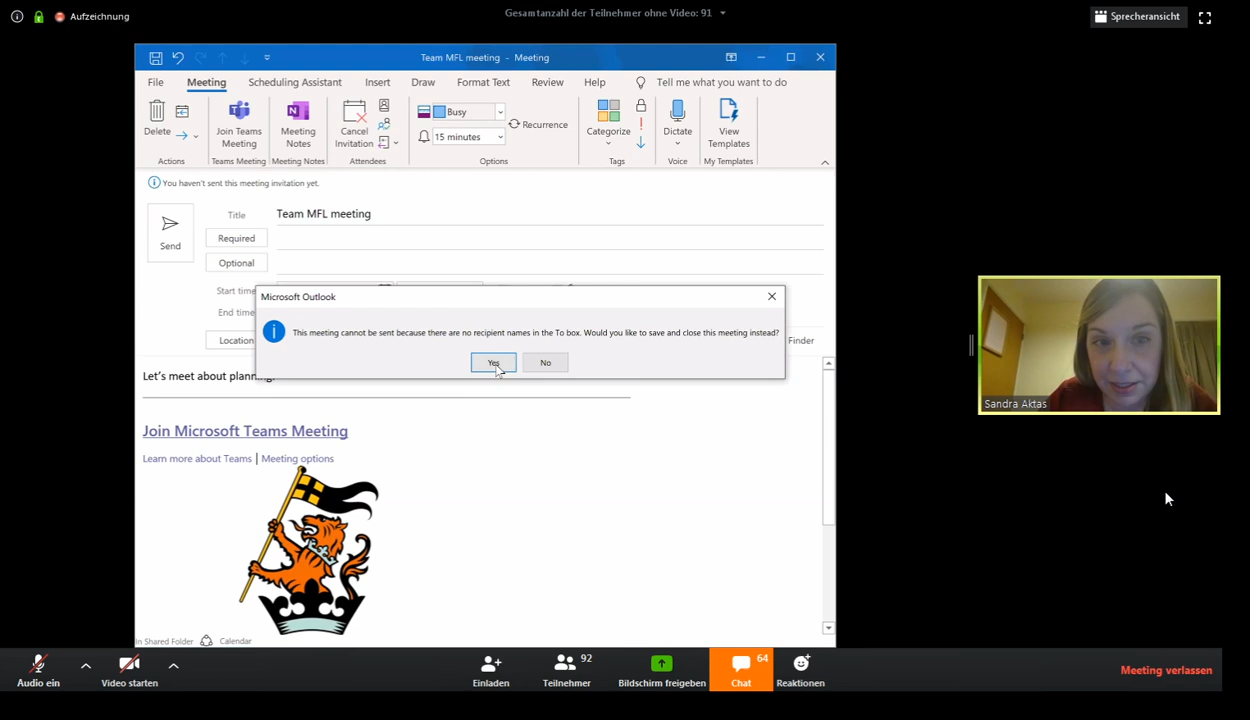 Aufzeichnung
Gesamtanzahl der Teilnehmer ohne Video: 91
Sprecheransicht
Team MFL meeting - Meeting
File Meeting Scheduling Assistant Insert Draw Format Text Review Help Tell me what you want to do
Delete
Join Teams Meeting
Meeting Notes
Cancel Invitation
Busy
15 minutes
Recurrence
Categorize
Dictate
View Templates
Actions Teams Meeting Meeting Notes Attendees Options Tags Voice My Templates
You haven't sent this meeting invitation yet.
Send
Title Team MFL meeting
Required
Optional
Start time
End time
Location
Finder
Microsoft Outlook
This meeting cannot be sent because there are no recipient names in the To box. Would you like to save and close this meeting instead?
Yes No
Let's meet about planning.
Join Microsoft Teams Meeting
Learn more about Teams | Meeting options
In Shared Folder Calendar
Sandra Aktas
Audio ein
Video starten
Einladen
92
Teilnehmer
Bildschirm freigeben
64
Chat
Reaktionen
Meeting verlassen